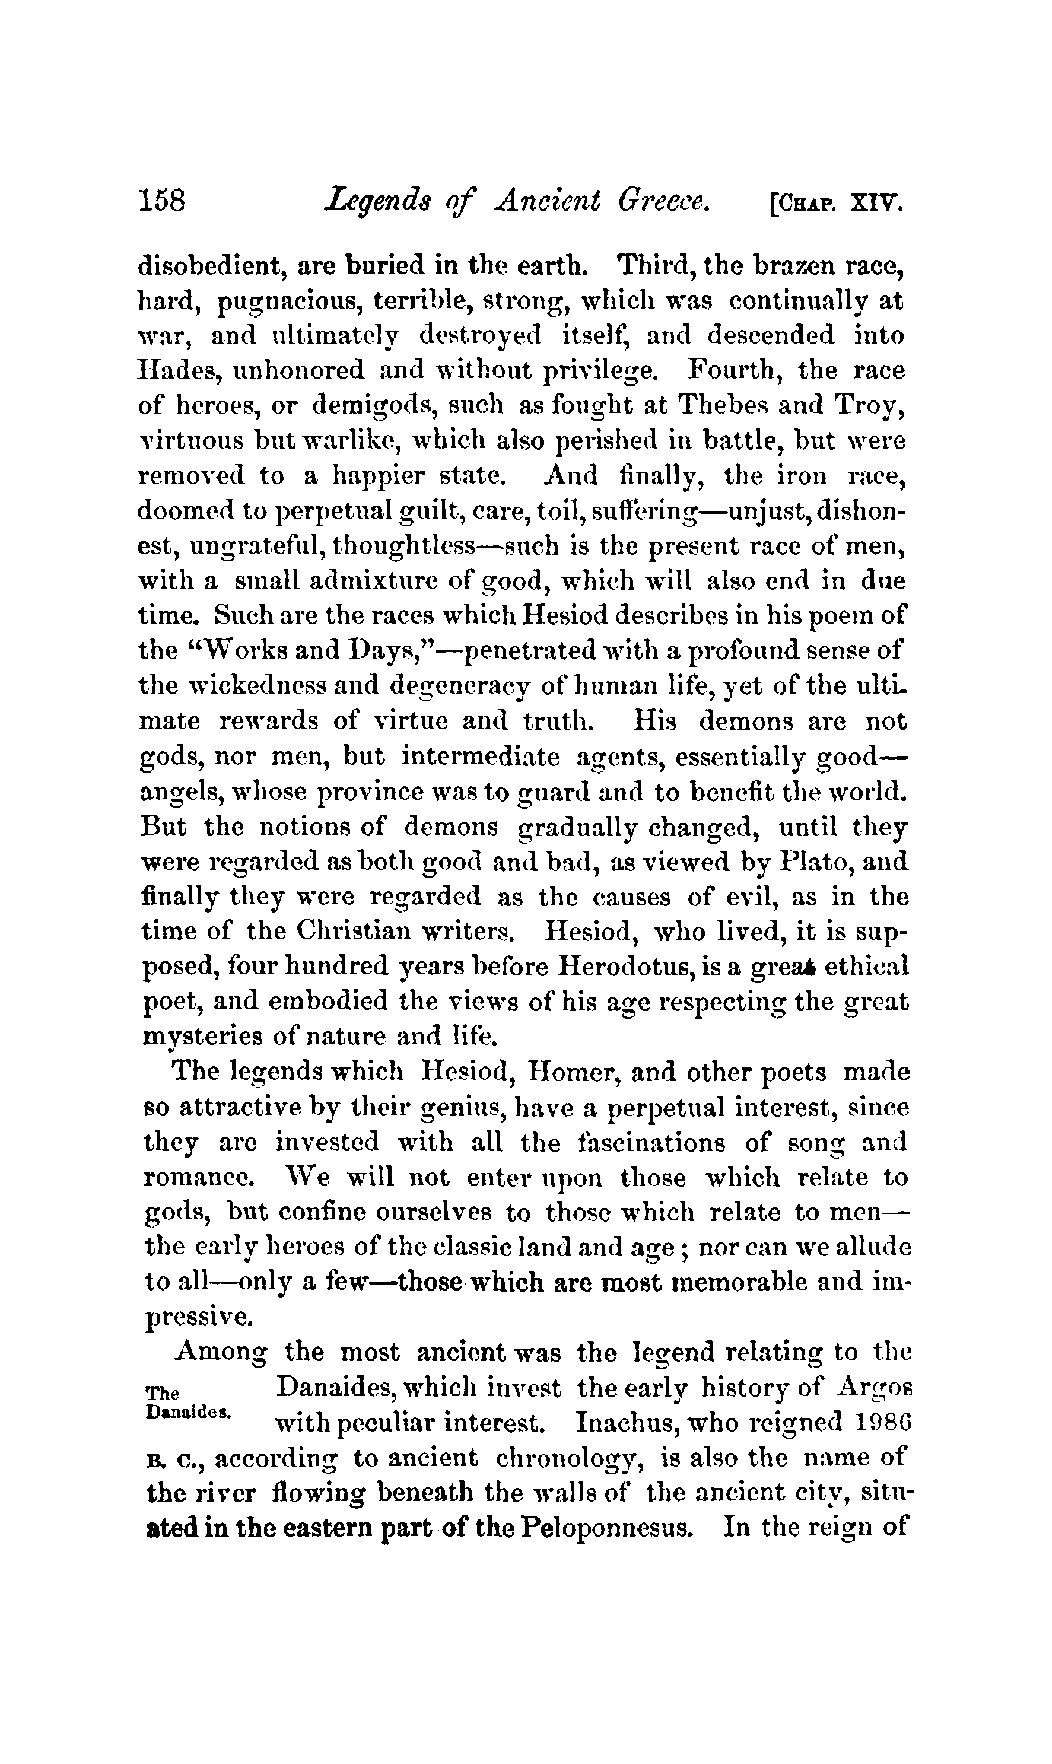 158 Legends of Ancient Greece. [CHAP. XIV.
disobedient, are buried in the earth. Third, the brazen race,
hard, pugnacious, terrible, strong, which was continually at
war, and ultimately destroyed itself, and descended into
Hades, unhonored and without privilege. Fourth, the race
of heroes, or demigods, such as fought at Thebes and Troy,
virtuous but warlike, which also perished in battle, but were
removed to a happier state. And finally, the iron race,
doomed to perpetual guilt, care, toil, suffering—unjust, dishon-
est, ungrateful, thoughtless—such is the present race of men,
with a small admixture of good, which will also end in due
time. Such are the races which Hesiod describes in his poem of
the “Works and Days,”—penetrated with a profound sense of
the wickedness and degeneracy of human life, yet of the ulti-
mate rewards of virtue and truth. His demons are not
gods, nor men, but intermediate agents, essentially good—
angels, whose province was to guard and to benefit the world.
But the notions of demons gradually changed, until they
were regarded as both good and bad, as viewed by Plato, and
finally they were regarded as the causes of evil, as in the
time of the Christian writers. Hesiod, who lived, it is sup-
posed, four hundred years before Herodotus, is a great ethical
poet, and embodied the views of his age respecting the great
mysteries of nature and life.
The legends which Hesiod, Homer, and other poets made
so attractive by their genius, have a perpetual interest, since
they are invested with all the fascinations of song and
romance. We will not enter upon those which relate to
gods, but confine ourselves to those which relate to men—
the early heroes of the classic land and age; nor can we allude
to all—only a few—those which are most memorable and im-
pressive.
Among the most ancient was the legend relating to the
The Danaides.
Danaides, which invest the early history of Argos
with peculiar interest. Inachus, who reigned 1986
B. C., according to ancient chronology, is also the name of
the river flowing beneath the walls of the ancient city, situ-
ated in the eastern part of the Peloponnesus. In the reign of